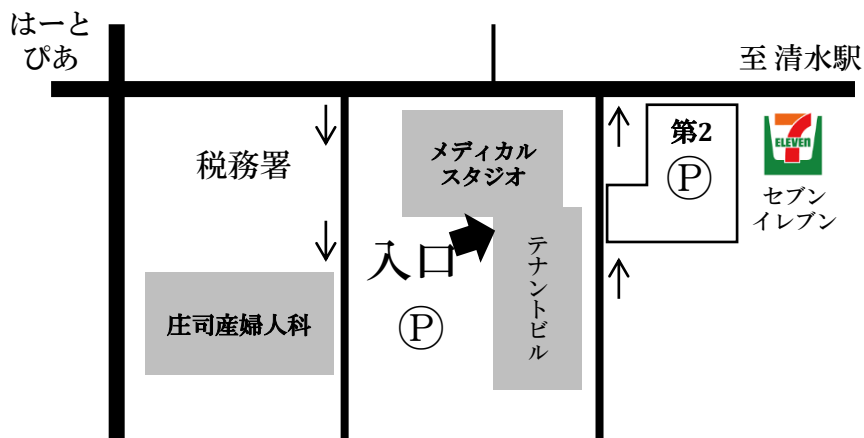 はーと
ぴあ
至 清水駅
税務署
メディカル
スタジオ
第2
Ⓟ
ELEVEN
セブン
イレブン
入口
Ⓟ
テナントビル
庄司産婦人科